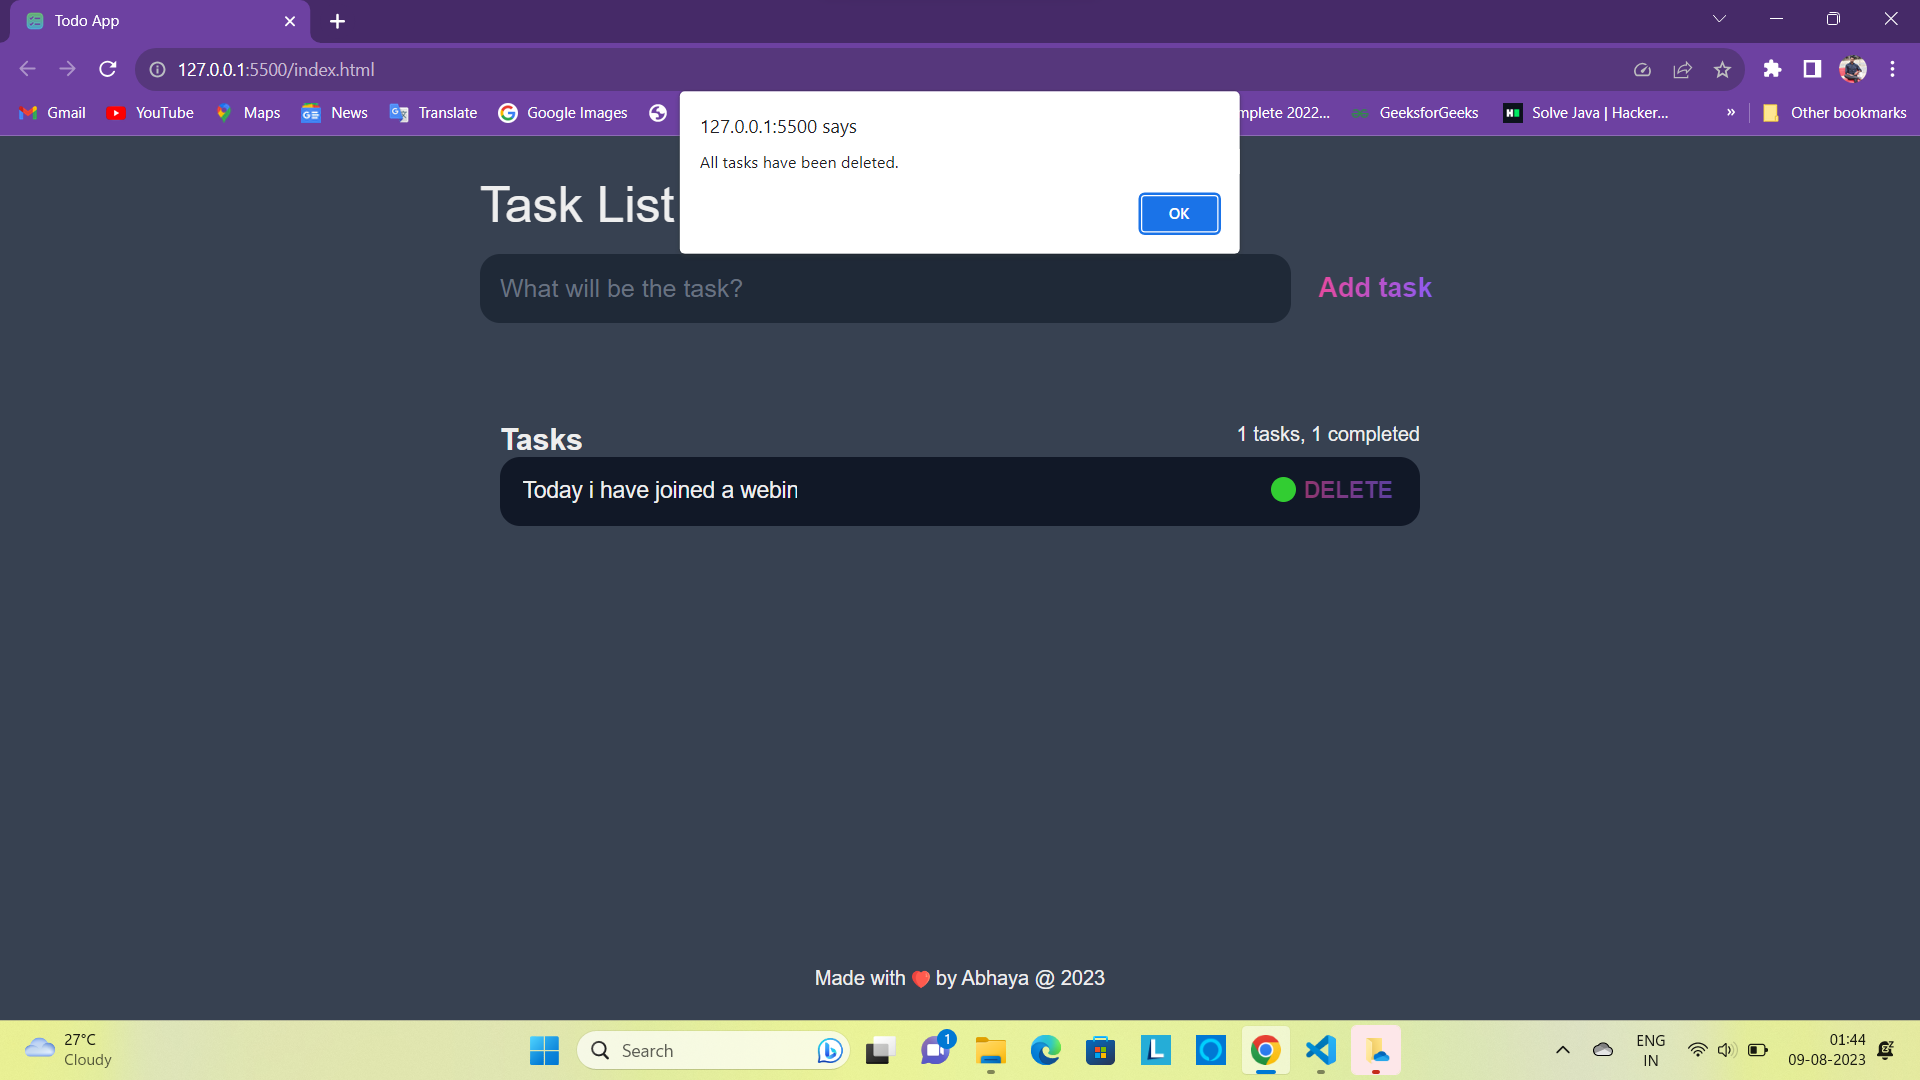 Todo App
127.0.0.1:5500/index.html
Gmail YouTube Maps News Translate Google Images mplete 2022... GeeksforGeeks Solve Java | Hacker... » Other bookmarks
127.0.0.1:5500 says
All tasks have been deleted.
OK
Task List
What will be the task?
Add task
Tasks
1 tasks, 1 completed
Today i have joined a webin
DELETE
Made with ❤ by Abhaya @ 2023
27°C
Cloudy
Search
1
ENG
IN
01:44
09-08-2023